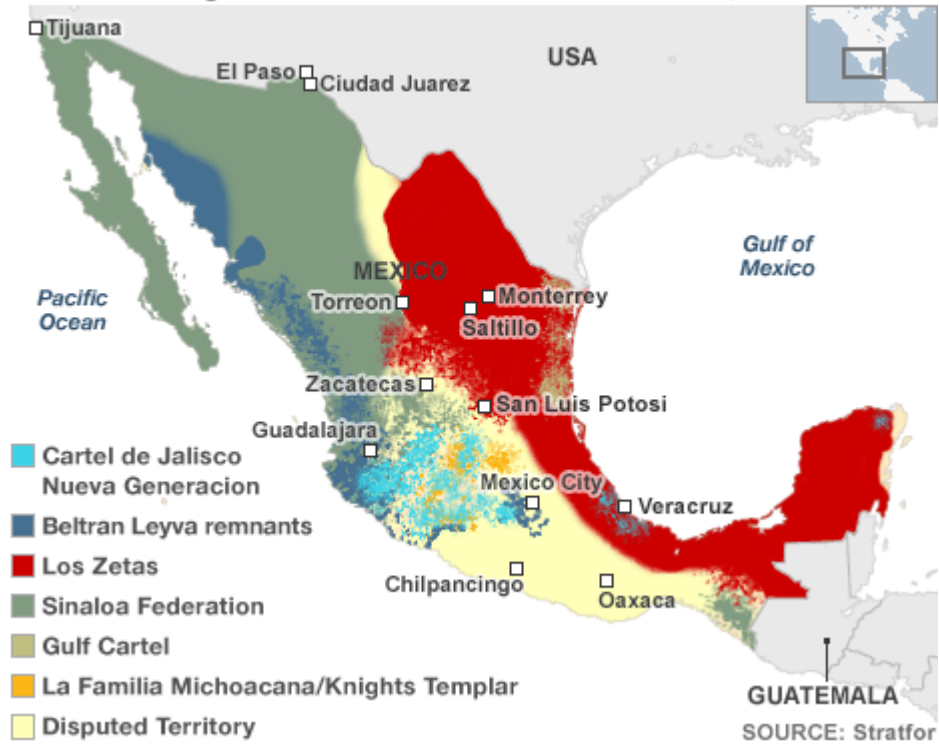 Tijuana
El Paso
Ciudad Juarez
USA
MEXICO
Gulf of
Mexico
Pacific
Ocean
Torreon
Monterrey
Saltillo
Zacatecas
San Luis Potosi
Guadalajara
Mexico City
Veracruz
Chilpancingo
Oaxaca
GUATEMALA
Cartel de Jalisco
Nueva Generacion
Beltran Leyva remnants
Los Zetas
Sinaloa Federation
Gulf Cartel
La Familia Michoacana/Knights Templar
Disputed Territory
SOURCE: Stratfor